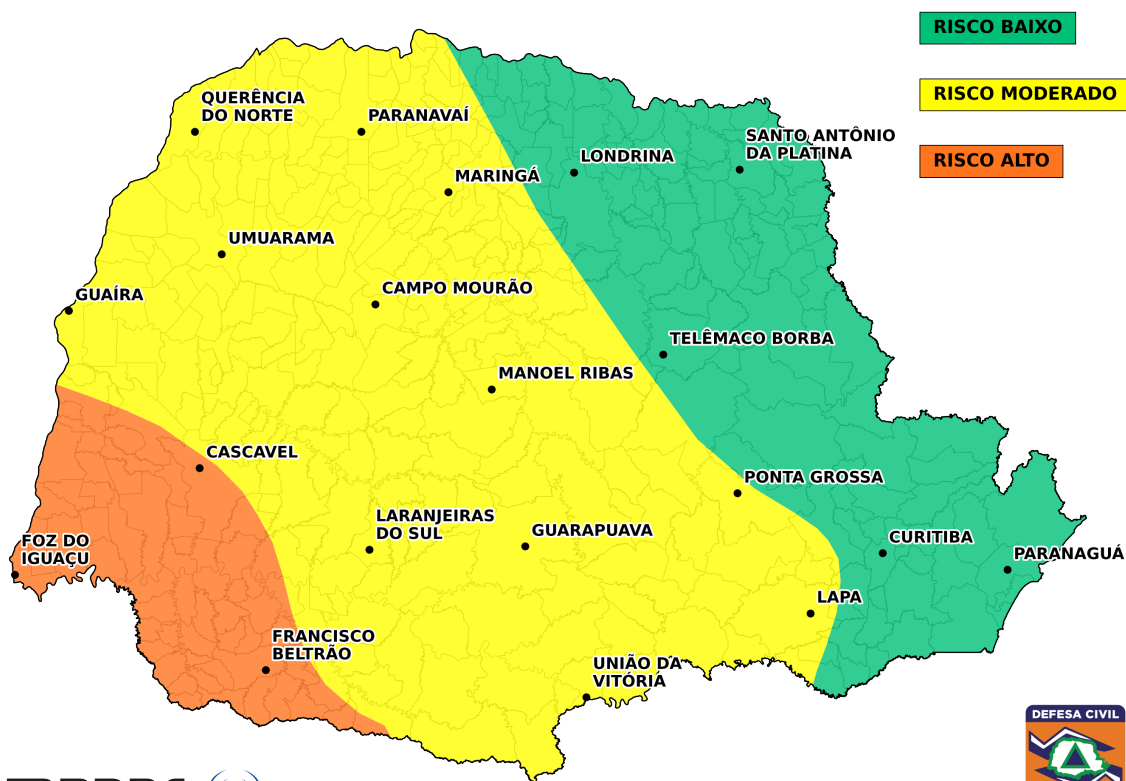 RISCO BAIXO
RISCO MODERADO
RISCO ALTO
QUERÊNCIA
DO NORTE
PARANAVAÍ
SANTO ANTÔNIO
DA PLATINA
LONDRINA
MARINGÁ
UMUARAMA
GUAÍRA
CAMPO MOURÃO
TELÊMACO BORBA
MANOEL RIBAS
CASCAVEL
PONTA GROSSA
LARANJEIRAS
DO SUL
GUARAPUAVA
FOZ DO
IGUAÇU
CURITIBA
PARANAGUÁ
LAPA
FRANCISCO
BELTRÃO
UNIÃO DA
VITÓRIA
DEFESA CIVIL